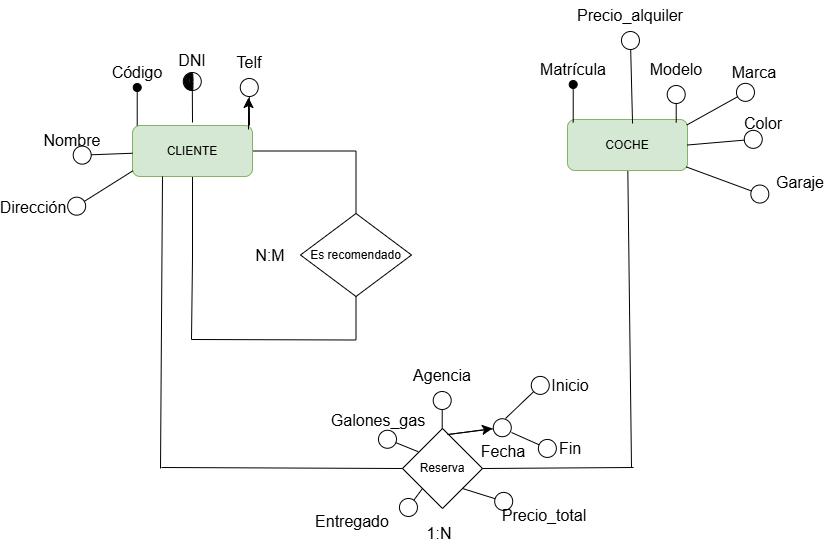 Precio_alquiler
DNI
Telf
Código
Matrícula
Modelo
Marca
Color
Nombre
CLIENTE
COCHE
Garaje
Dirección
N:M
Es recomendado
Agencia
Inicio
Galones_gas
Fecha
Fin
Reserva
Entregado
Precio_total
1:N